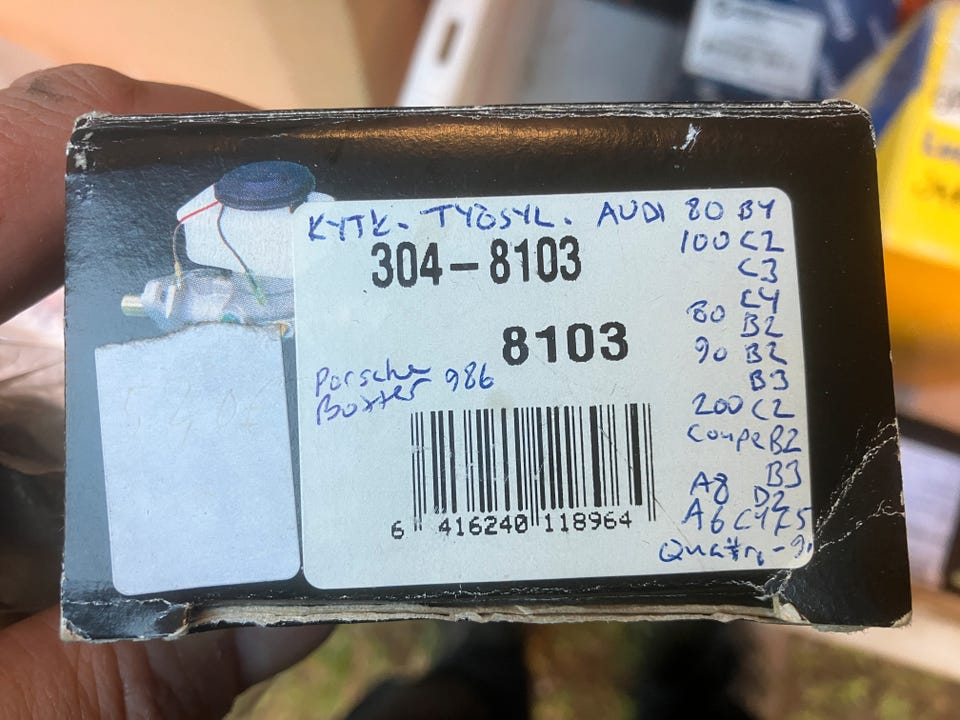 KYTK. TYÖSYL. AUDI 80 B4
100 C2
C3
C4
304-8103
80 B2
8103
90 B2
B3
Porsche
Boxter 986
200 C2
Coupe B2
B3
A8 D2
A6 C4 C5
6 416240 118964